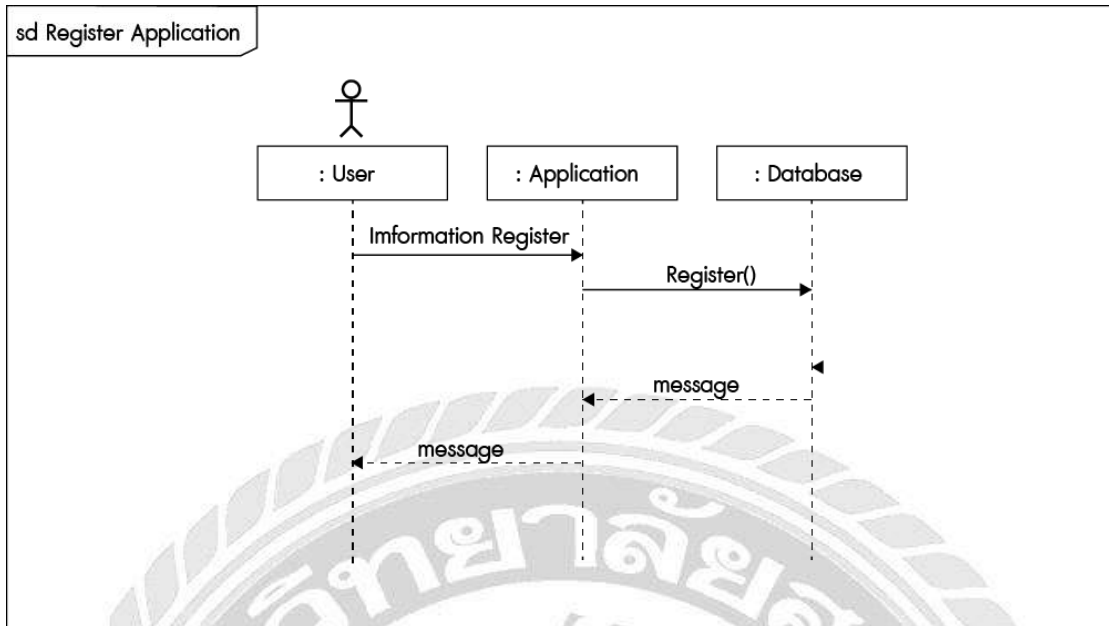 sd Register Application
: User
: Application
: Database
Imformation Register
Register()
message
message